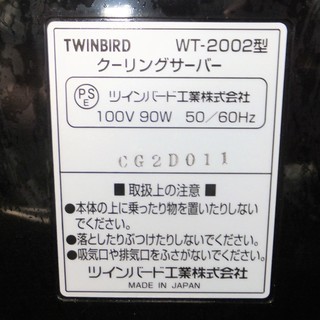 TWINBIRD WT-2002型
クーリングサーバー
PSE ツインバード工業株式会社
100V 90W 50/60Hz
CG2D011
■取扱上の注意■
●本体の上に乗ったり物を置いたりしない
でください。
●落としたりぶつけたりしないでください。
●吸気口や排気口をふさがないでください。
ツインバード工業株式会社
MADE IN JAPAN